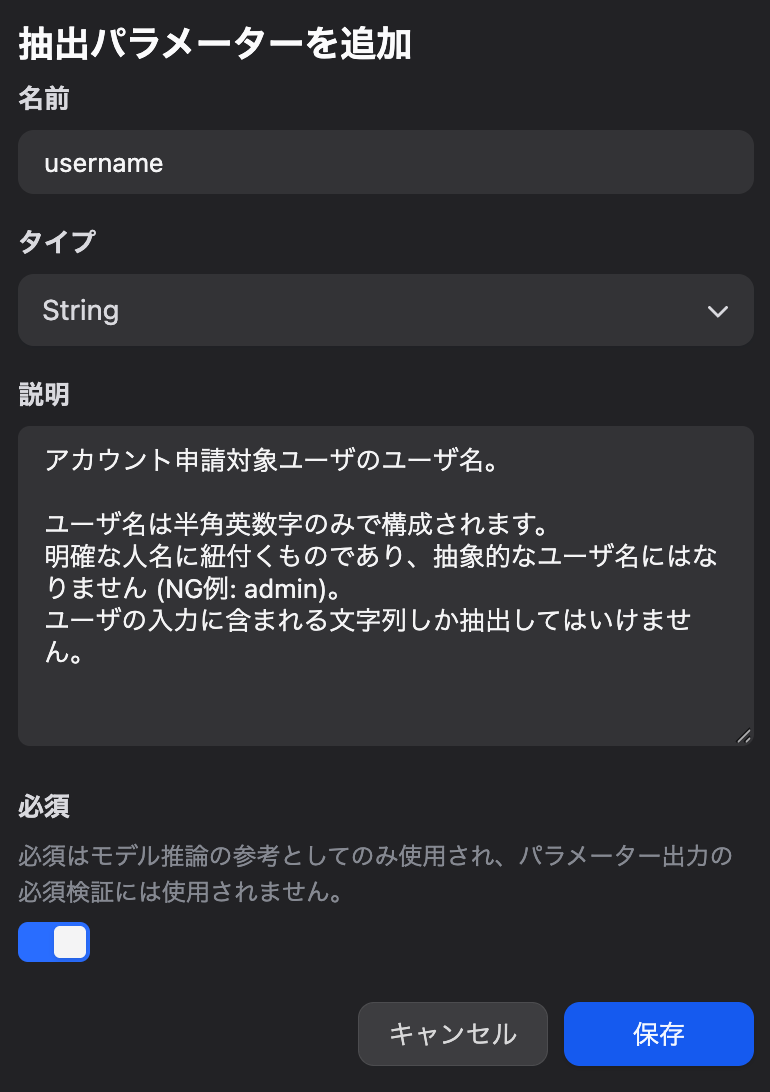 抽出パラメーターを追加
名前
username
タイプ
String
説明
アカウント申請対象ユーザのユーザ名。
ユーザ名は半角英数字のみで構成されます。
明確な人名に紐付くものであり、抽象的なユーザ名にはな
りません (NG例: admin)。
ユーザの入力に含まれる文字列しか抽出してはいけませ
ん。
必須
必須はモデル推論の参考としてのみ使用され、パラメーター出力の
必須検証には使用されません。
キャンセル
保存